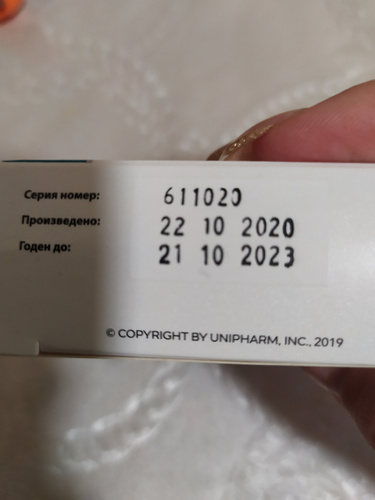 Серия номер: 611020
Произведено: 22 10 2020
Годен до: 21 10 2023
© COPYRIGHT BY UNIPHARM, INC., 2019